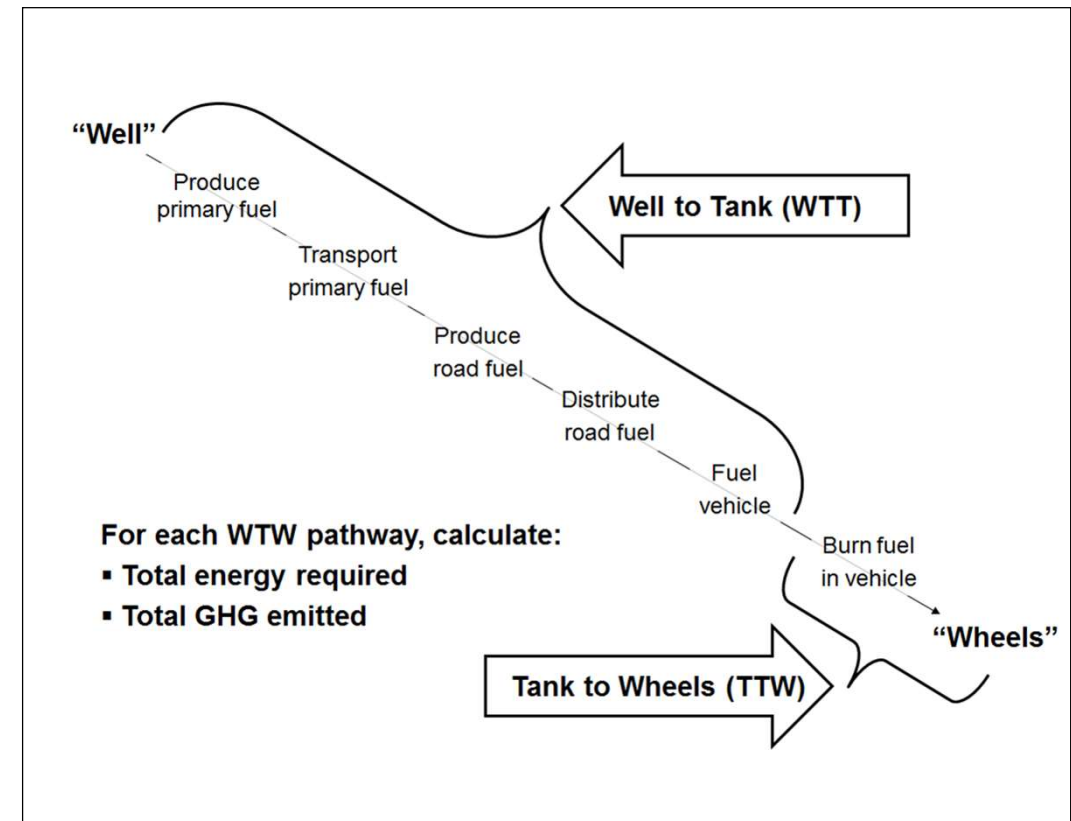 “Well”
Produce
primary fuel
Well to Tank (WTT)
Transport
primary fuel
Produce
road fuel
Distribute
road fuel
Fuel
vehicle
For each WTW pathway, calculate:
▪ Total energy required
▪ Total GHG emitted
Burn fuel
in vehicle
“Wheels”
Tank to Wheels (TTW)